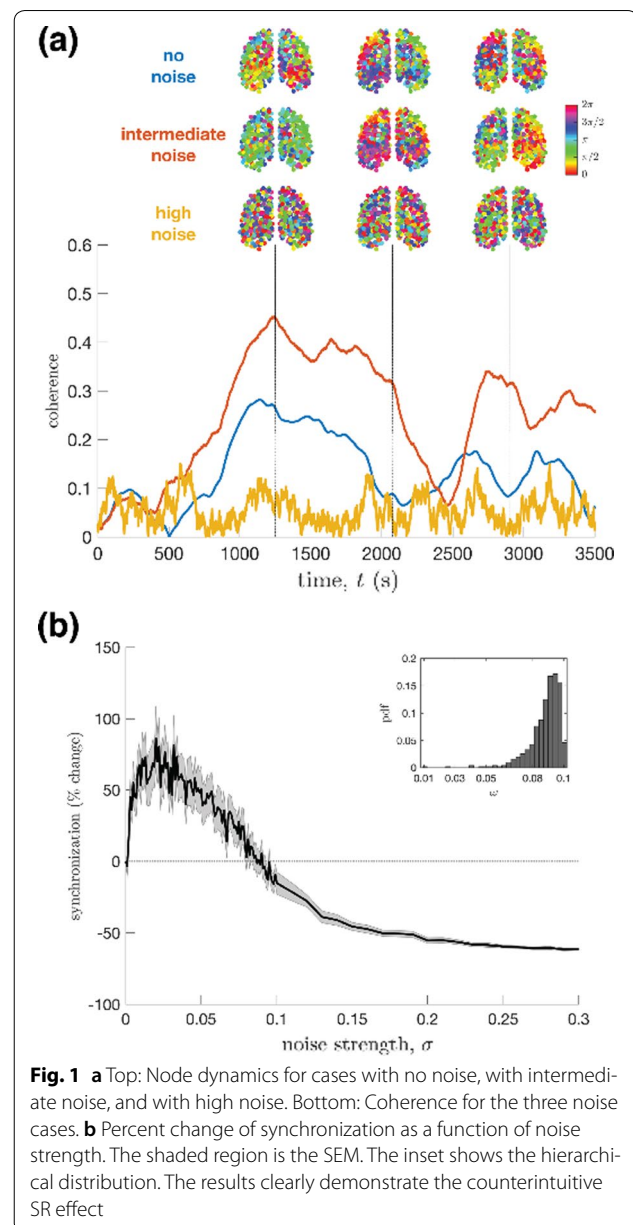 (a)
no
noise
intermediate
noise
high
noise
2π
3π/2
π
π/2
0
0.6
0.5
0.4
0.3
0.2
0.1
0
coherence
0 500 1000 1500 2000 2500 3000 3500
time, t (s)
(b)
150
100
50
0
-50
-100
synchronization (% change)
0 0.05 0.1 0.15 0.2 0.25 0.3
noise strength, σ
0.2
0.15
0.05
0
pdf
0.01 0.03 0.05 0.08 0.1
ω
Fig. 1 a Top: Node dynamics for cases with no noise, with intermedi-
ate noise, and with high noise. Bottom: Coherence for the three noise
cases. b Percent change of synchronization as a function of noise
strength. The shaded region is the SEM. The inset shows the hierarchi-
cal distribution. The results clearly demonstrate the counterintuitive
SR effect